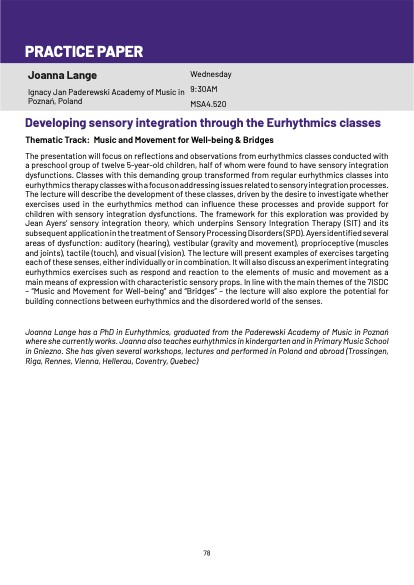 PRACTICE PAPER
Joanna Lange
Ignacy Jan Paderewski Academy of Music in
Poznań, Poland
Wednesday
9:30AM
MSA4.520
Developing sensory integration through the Eurhythmics classes
Thematic Track: Music and Movement for Well-being & Bridges
The presentation will focus on reflections and observations from eurhythmics classes conducted with
a preschool group of twelve 5-year-old children, half of whom were found to have sensory integration
dysfunctions. Classes with this demanding group transformed from regular eurhythmics classes into
eurhythmics therapy classes with a focus on addressing issues related to sensory integration processes.
The lecture will describe the development of these classes, driven by the desire to investigate whether
exercises used in the eurhythmics method can influence these processes and provide support for
children with sensory integration dysfunctions. The framework for this exploration was provided by
Jean Ayers' sensory integration theory, which underpins Sensory Integration Therapy (SIT) and its
subsequent application in the treatment of Sensory Processing Disorders (SPD). Ayers identified several
areas of dysfunction: auditory (hearing), vestibular (gravity and movement), proprioceptive (muscles
and joints), tactile (touch), and visual (vision). The lecture will present examples of exercises targeting
each of these senses, either individually or in combination. It will also discuss an experiment integrating
eurhythmics exercises such as respond and reaction to the elements of music and movement as a
main means of expression with characteristic sensory props. In line with the main themes of the 7ISDC
– "Music and Movement for Well-being" and "Bridges" – the lecture will also explore the potential for
building connections between eurhythmics and the disordered world of the senses.
Joanna Lange has a PhD in Eurhythmics, graduated from the Paderewski Academy of Music in Poznań
where she currently works. Joanna also teaches eurhythmics in kindergarten and in Primary Music School
in Gniezno. She has given several workshops, lectures and performed in Poland and abroad (Trossingen,
Riga, Rennes, Vienna, Hellerau, Coventry, Quebec)
78